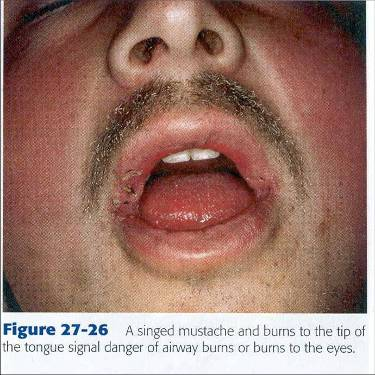 Figure 27-26 A singed mustache and burns to the tip of
the tongue signal danger of airway burns or burns to the eyes.